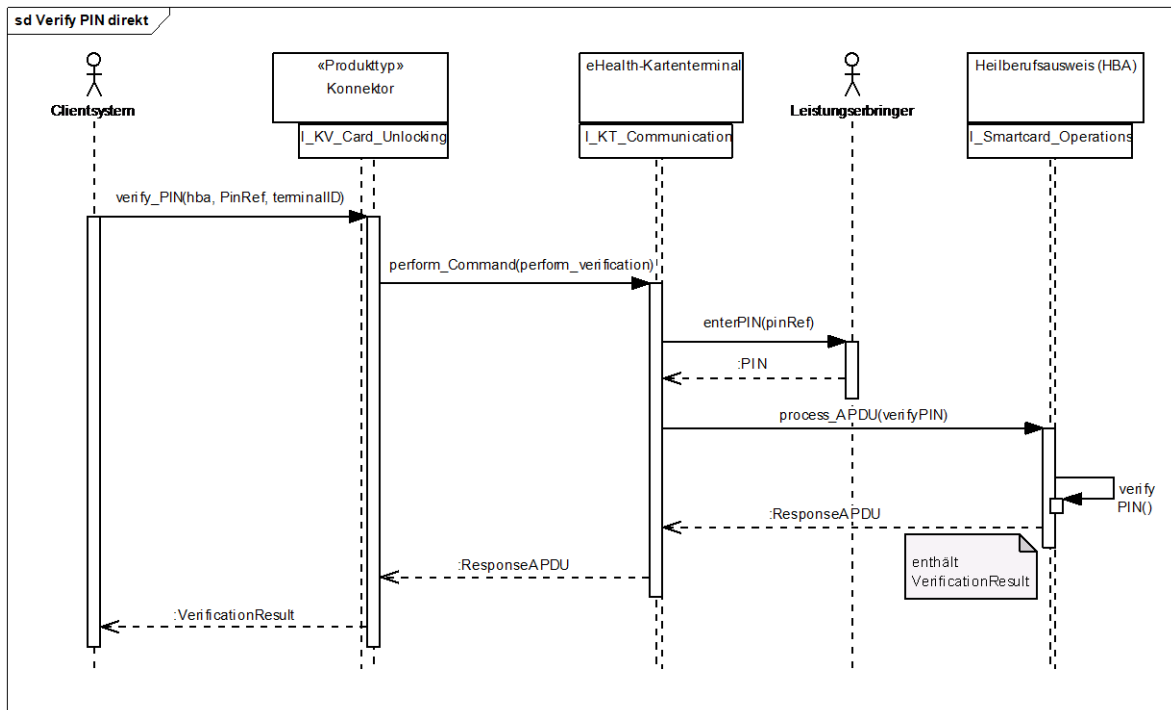 sd Verify PIN direkt
Clientsystem
«Produkttyp»
Konnektor
I_KV_Card_Unlocking
eHealth-Kartenterminal
I_KT_Communication
Leistungserbringer
Heilberufsausweis (HBA)
I_Smartcard_Operations
verify_PIN(hba, PinRef, terminalID)
perform_Command(perform_verification)
enterPIN(pinRef)
:PIN
process_APDU(verifyPIN)
verify
PIN()
:ResponseAPDU
enthält
VerificationResult
:ResponseAPDU
:VerificationResult